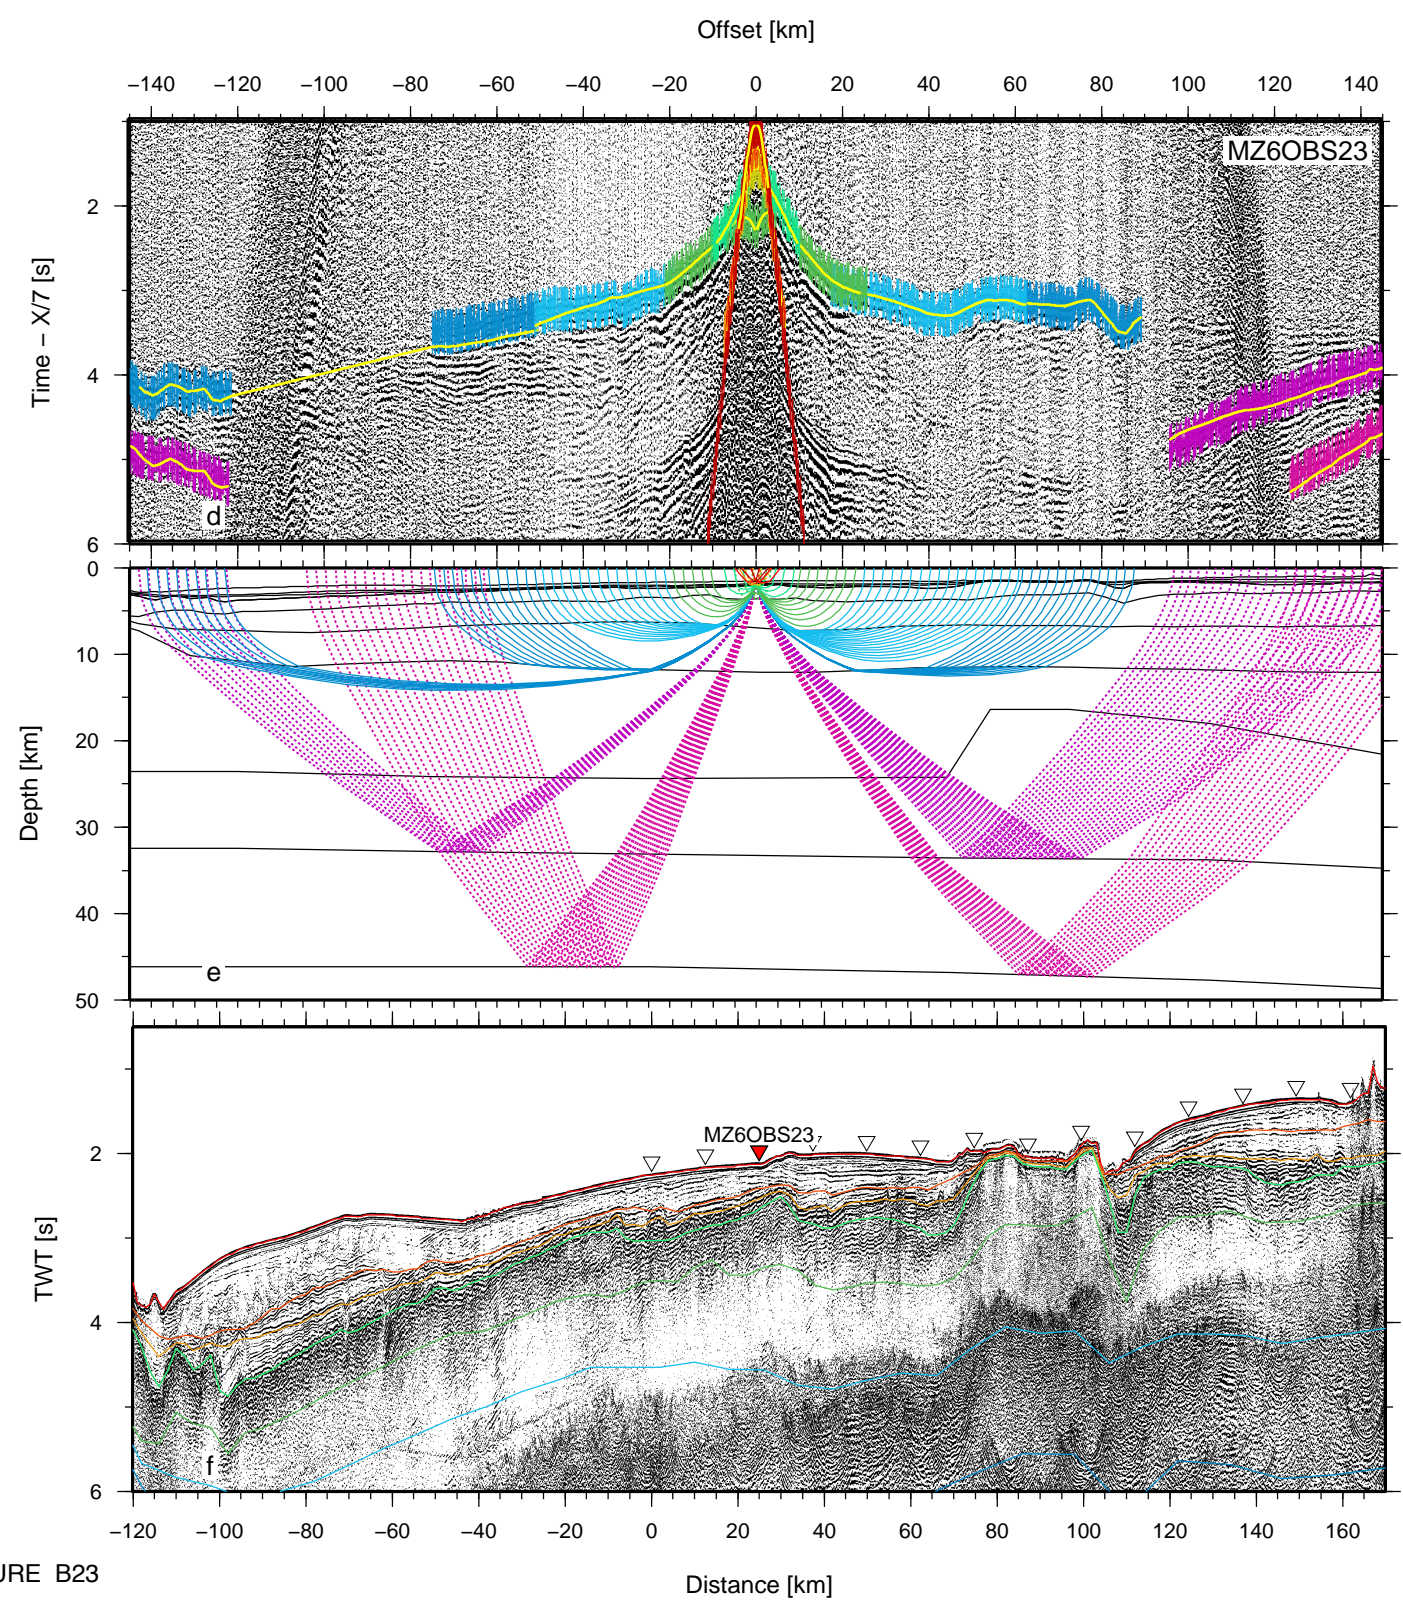 Offset [km]
−140 −120 −100 −80 −60 −40 −20 0 20 40 60 80 100 120 140
MZ6OBS23
2
4
6
Time − X/7 [s]
d
0
10
20
30
40
50
Depth [km]
e
MZ6OBS23
2
4
6
TWT [s]
f
−120 −100 −80 −60 −40 −20 0 20 40 60 80 100 120 140 160
Distance [km]
URE B23